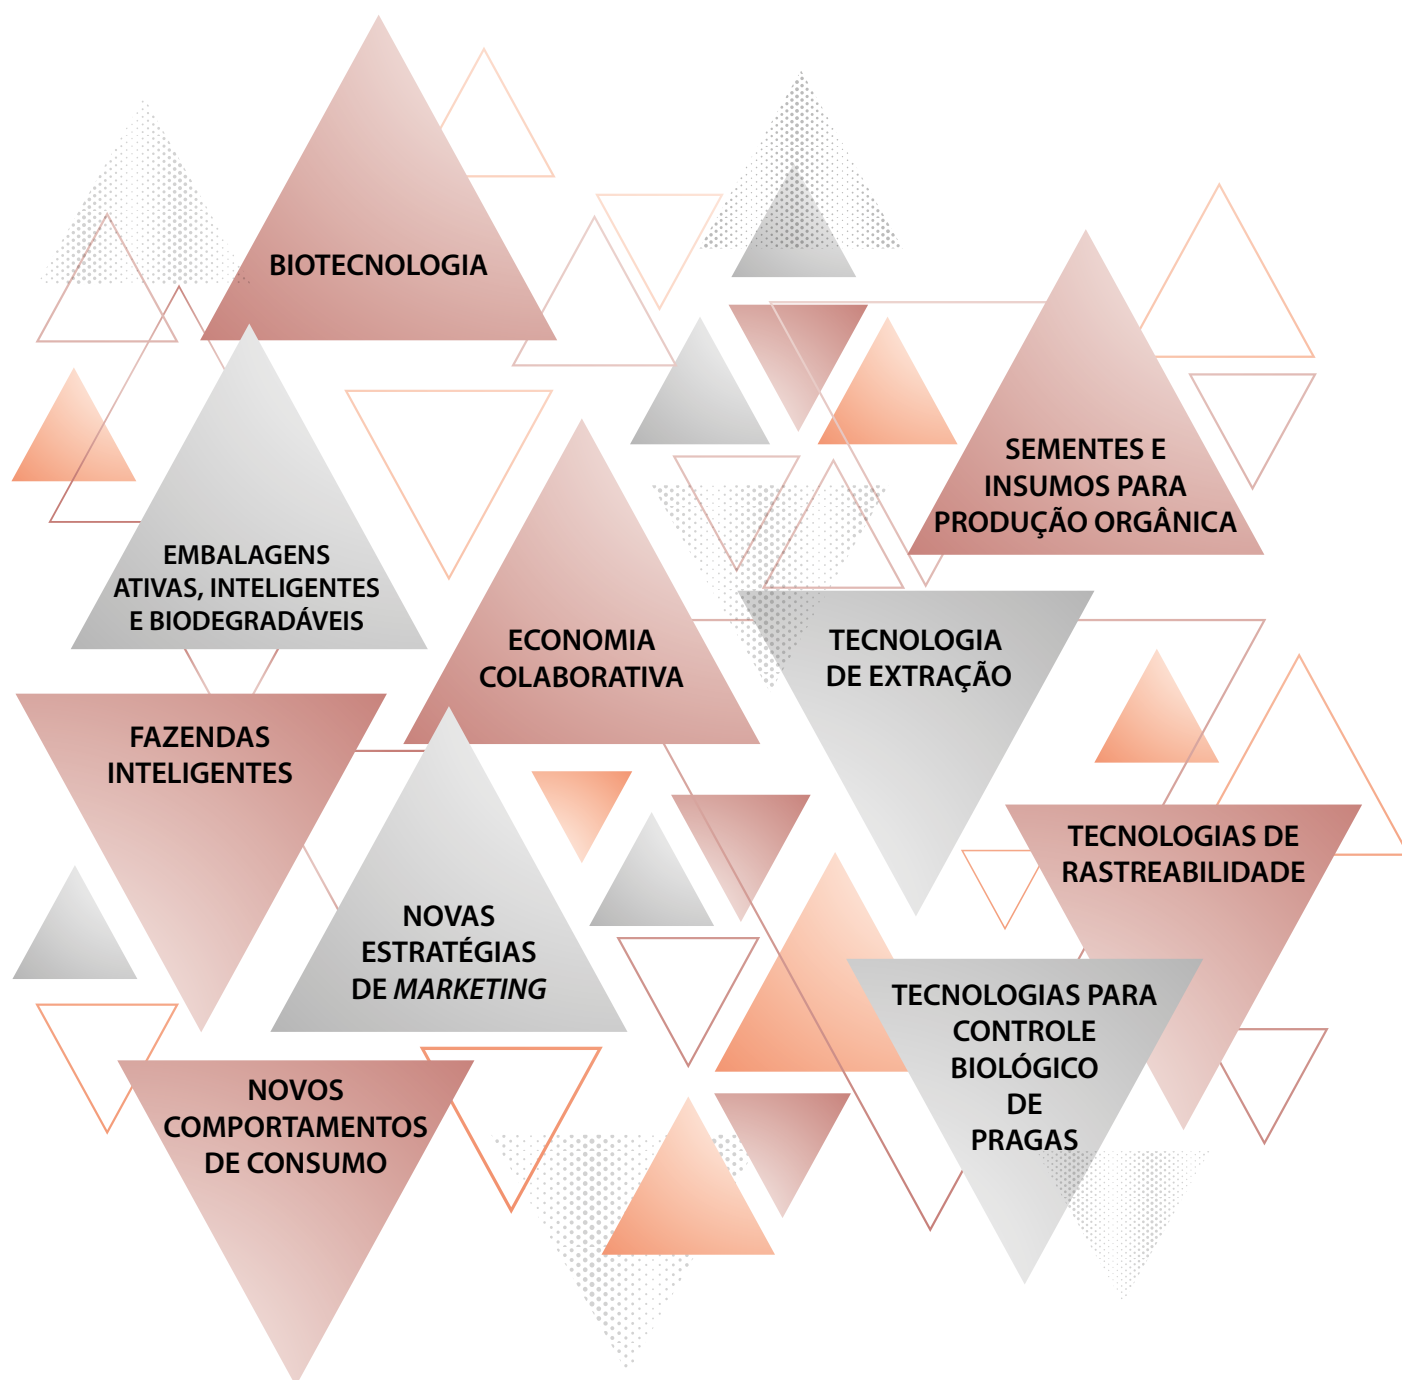 BIOTECNOLOGIA
SEMENTES E
INSUMOS PARA
PRODUÇÃO ORGÂNICA
EMBALAGENS
ATIVAS, INTELIGENTES
E BIODEGRADÁVEIS
ECONOMIA
COLABORATIVA
TECNOLOGIA
DE EXTRAÇÃO
FAZENDAS
INTELIGENTES
TECNOLOGIAS DE
RASTREABILIDADE
NOVAS
ESTRATÉGIAS
DE MARKETING
TECNOLOGIAS PARA
CONTROLE
BIOLÓGICO
DE
PRAGAS
NOVOS
COMPORTAMENTOS
DE CONSUMO